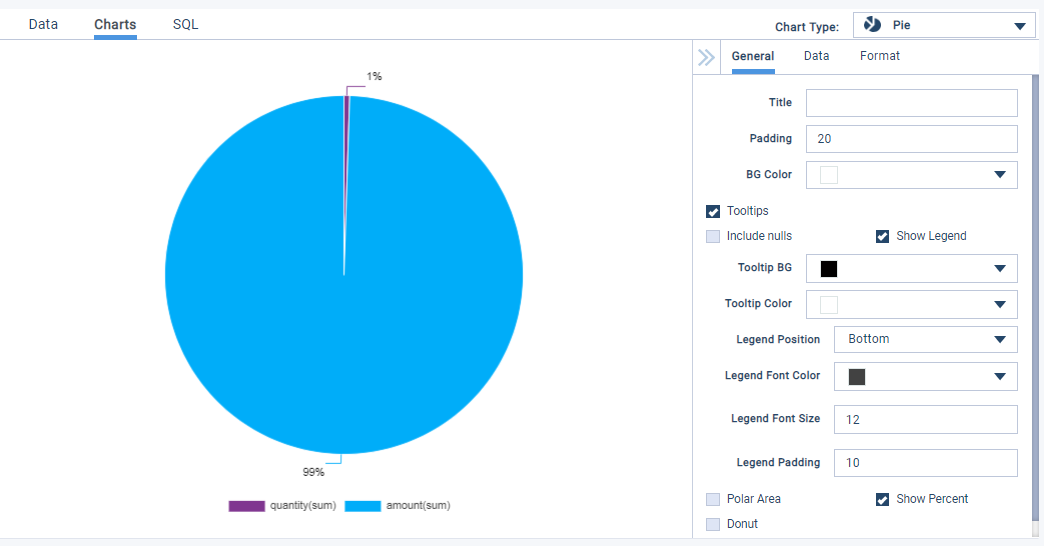 Data Charts SQL Chart Type: Pie
General Data Format
1%
Title
Padding 20
BG Color
Tooltips
Include nulls Show Legend
Tooltip BG
Tooltip Color
Legend Position Bottom
Legend Font Color
Legend Font Size 12
Legend Padding 10
99%
Polar Area Show Percent
quantity(sum) amount(sum)
Donut